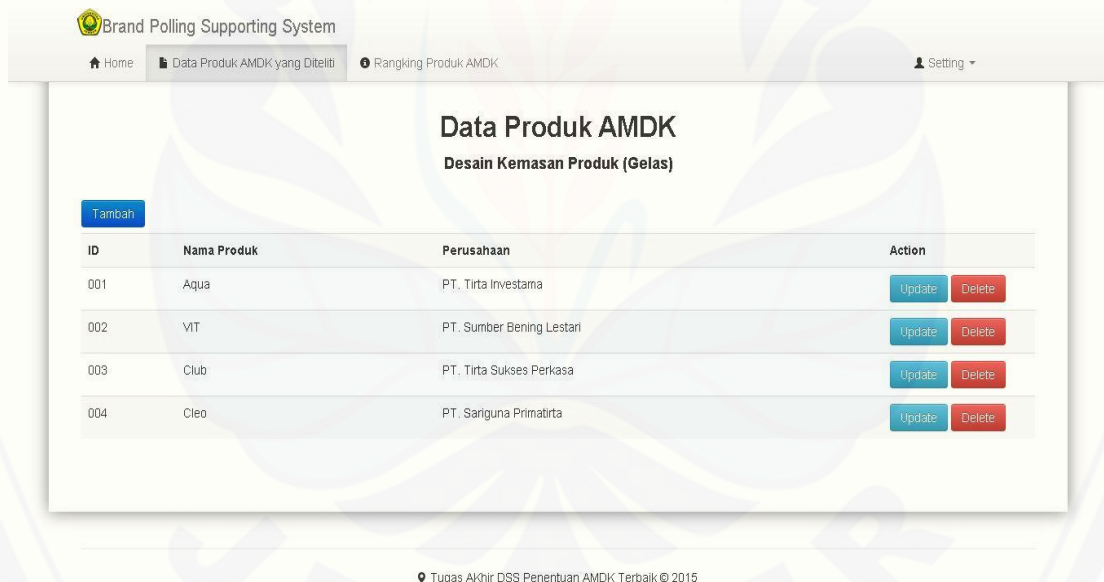 Brand Polling Supporting System
Home Data Produk AMDK yang Diteliti Rangking Produk AMDK Setting
Data Produk AMDK
Desain Kemasan Produk (Gelas)
Tambah
ID Nama Produk Perusahaan Action
001 Aqua PT. Tirta Investama Update Delete
002 VIT PT. Sumber Bening Lestari Update Delete
003 Club PT. Tirta Sukses Perkasa Update Delete
004 Cleo PT. Sariguna Primatirta Update Delete
Tugas AKhir DSS Penentuan AMDK Terbaik © 2015